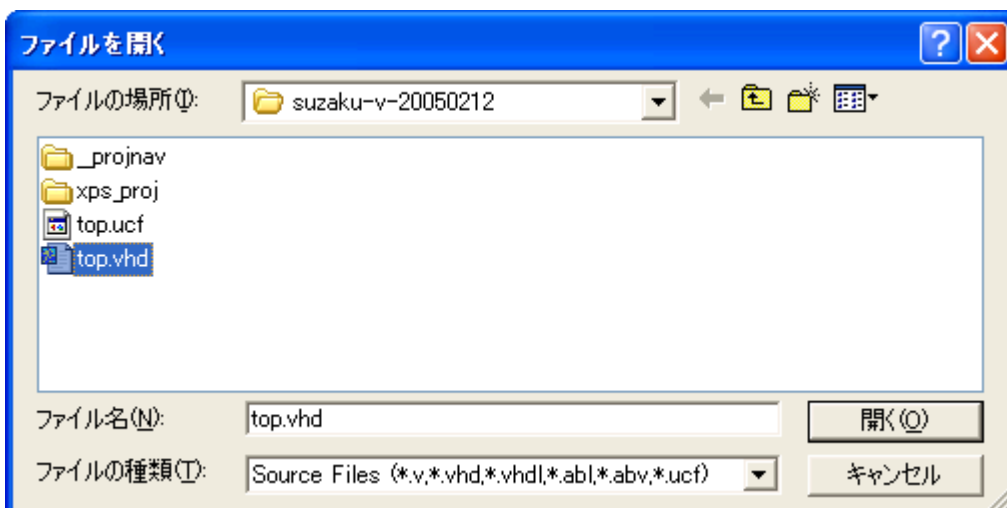 ファイルを開く
ファイルの場所(I): suzaku-v-20050212
_projnav
xps_proj
top.ucf
top.vhd
ファイル名(N): top.vhd 開く(O)
ファイルの種類(T): Source Files (*.v,*.vhd,*.vhdl,*.abl,*.abv,*.ucf) キャンセル